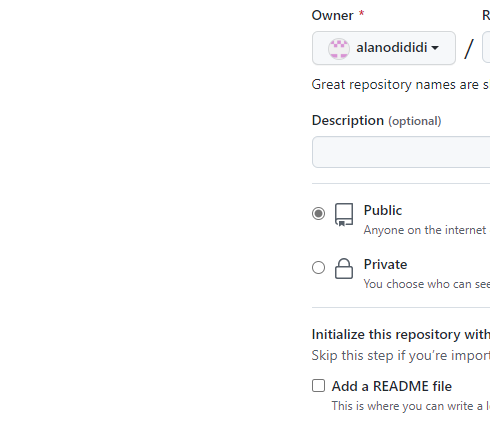 Owner * R
alanodididi /
Great repository names are s
Description (optional)
Public
Anyone on the internet
Private
You choose who can see
Initialize this repository with
Skip this step if you're import
Add a README file
This is where you can write a l